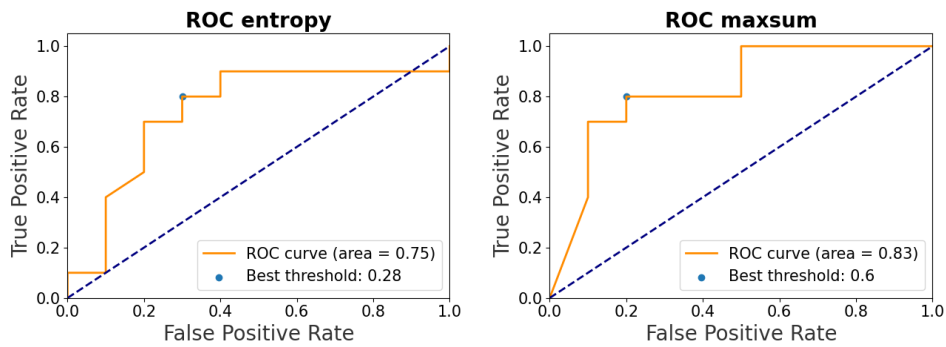 ROC entropy
True Positive Rate
1.0
0.8
0.6
0.4
0.2
0.0
ROC curve (area = 0.75)
Best threshold: 0.28
0.0 0.2 0.4 0.6 0.8 1.0
False Positive Rate
ROC maxsum
True Positive Rate
1.0
0.8
0.6
0.4
0.2
0.0
ROC curve (area = 0.83)
Best threshold: 0.6
0.0 0.2 0.4 0.6 0.8 1.0
False Positive Rate